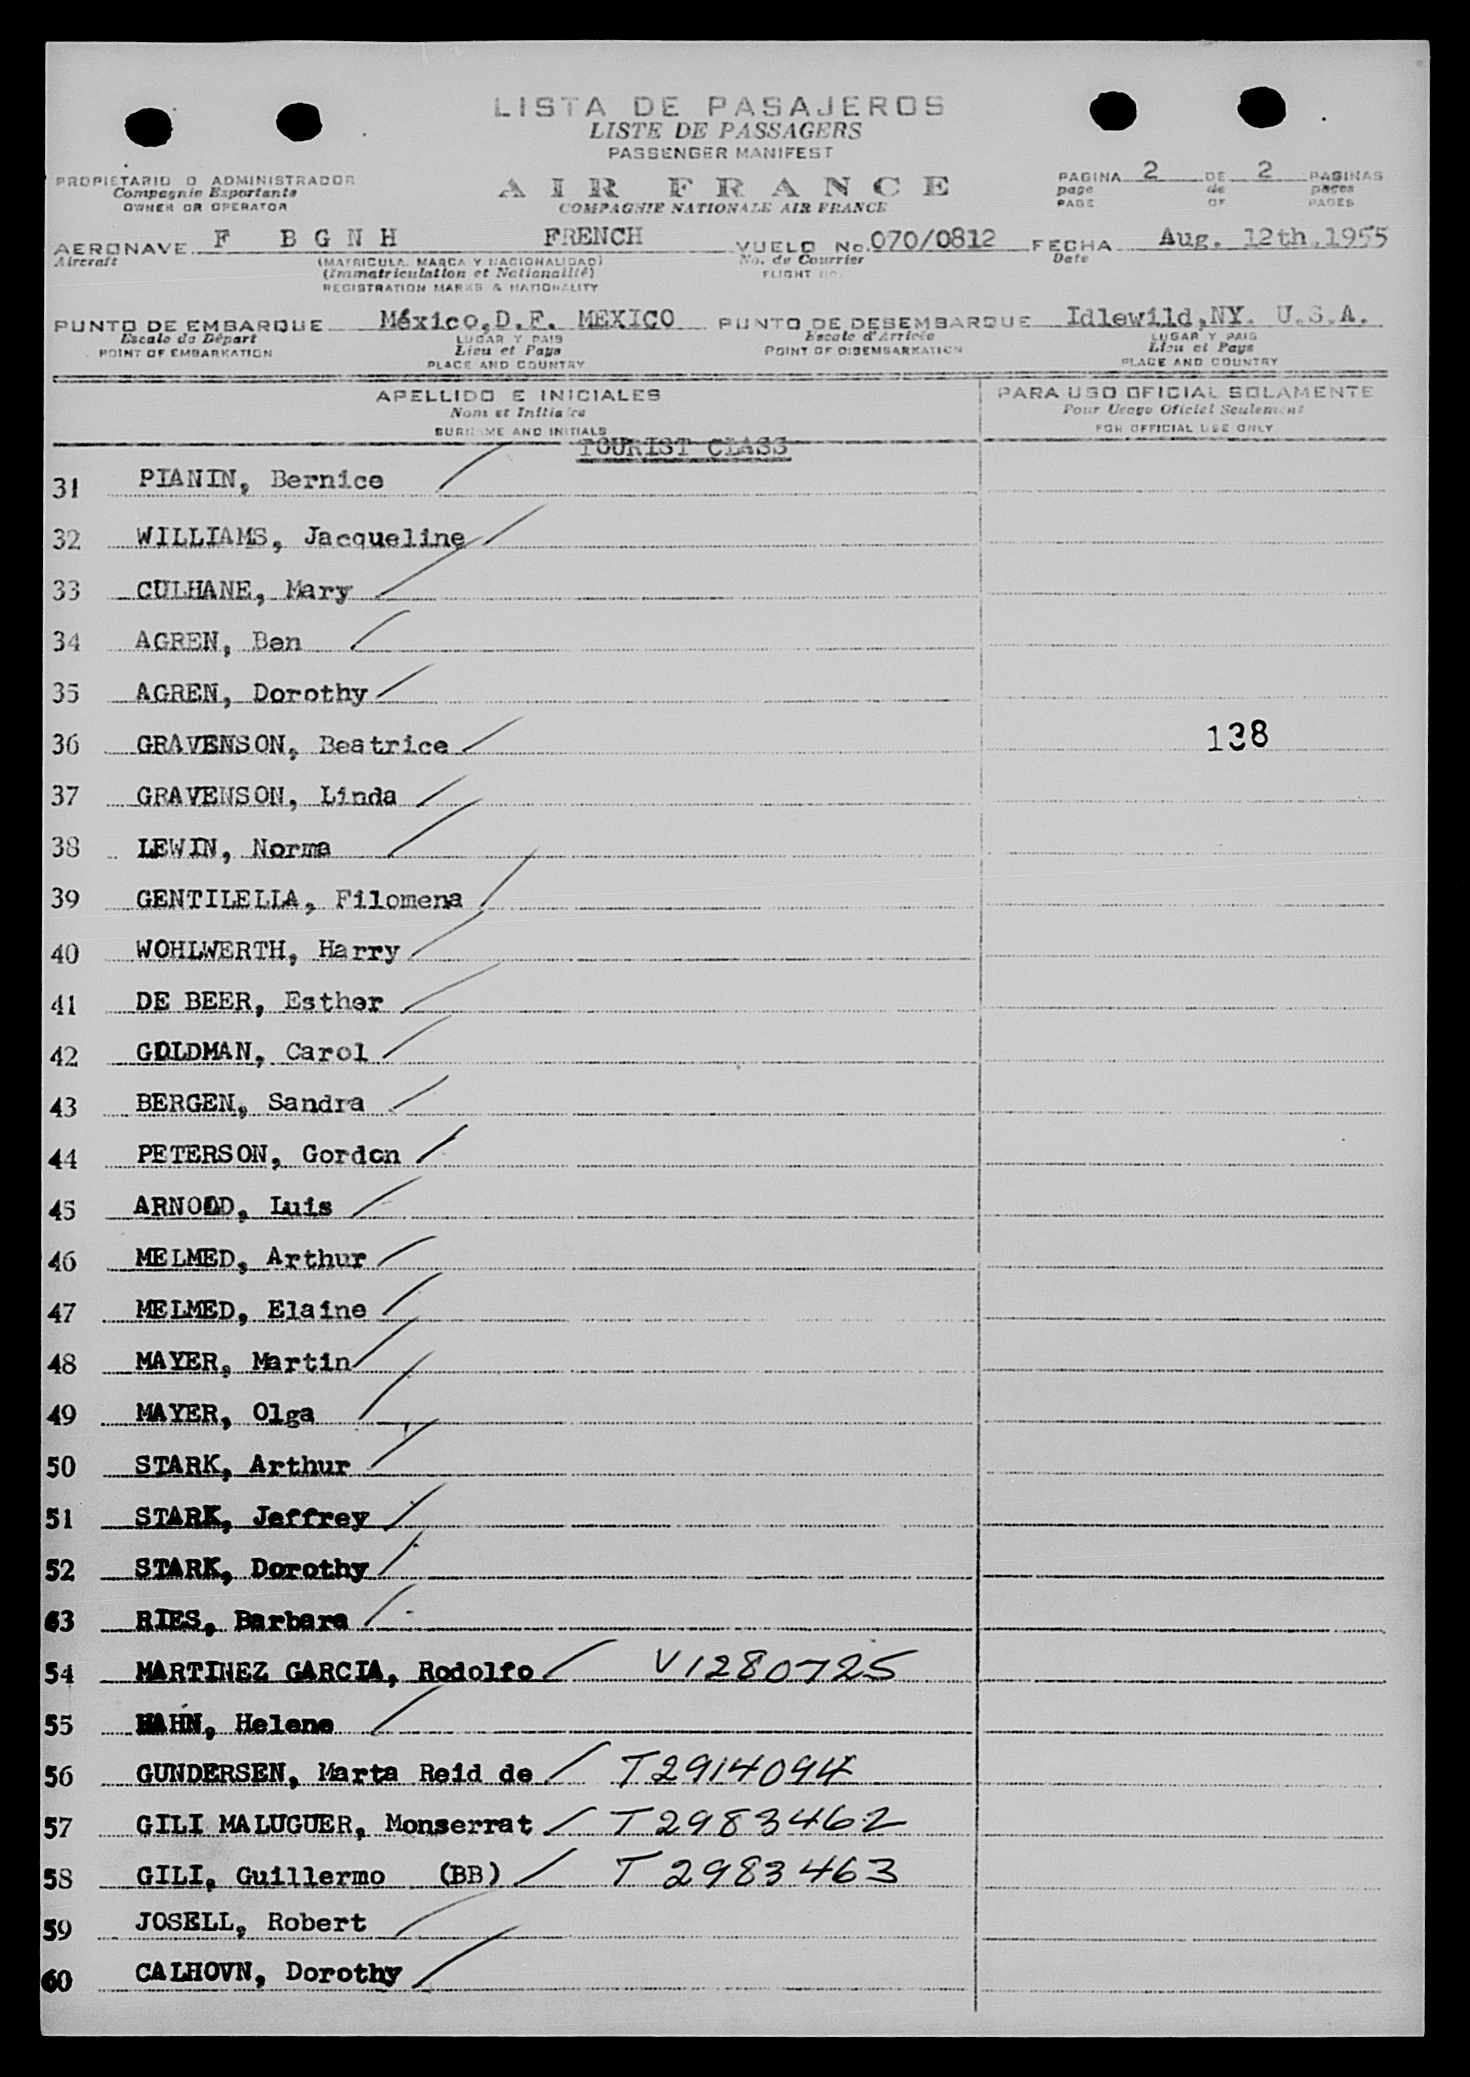 LISTA DE PASAJEROS
LISTE DE PASSAGERS
PASSENGER MANIFEST
PROPIETARIO O ADMINISTRADOR
Compagnie Exportante
OWNER OR OPERATOR
AIR FRANCE
COMPAGNIE NATIONALE AIR FRANCE
PAGINA 2 DE 2 PAGINAS
page de pages
PAGE OF PAGES
AERONAVE F BGNH FRENCH VUELO No. 070/0812 FECHA Aug. 12th, 1955
Aircraft (MATRICULA, MARCA Y NACIONALIDAD) No. de Courrier Date
(Immatriculation et Nationalité) FLIGHT NO.
REGISTRATION MARKS & NATIONALITY
PUNTO DE EMBARQUE México,D.F. MEXICO PUNTO DE DESEMBARQUE Idlewild,NY. U.S.A.
Escale de Départ LUGAR Y PAIS Escale d'Arrivée LUGAR Y PAIS
POINT OF EMBARKATION Lieu et Pays POINT OF DISEMBARKATION Lieu et Pays
PLACE AND COUNTRY PLACE AND COUNTRY
APELLIDO E INICIALES PARA USO OFICIAL SOLAMENTE
Nom et Initiales Pour Usage Officiel Seulement
SURNAME AND INITIALS FOR OFFICIAL USE ONLY
TOURIST CLASS
31 PIANIN, Bernice
32 WILLIAMS, Jacqueline
33 CULHANE, Mary
34 AGREN, Ben
35 AGREN, Dorothy
36 GRAVENSON, Beatrice 138
37 GRAVENSON, Linda
38 LEWIN, Norma
39 GENTILELLA, Filomena
40 WOHLWERTH, Harry
41 DE BEER, Esther
42 GOLDMAN, Carol
43 BERGEN, Sandra
44 PETERSON, Gordon
45 ARNOLD, Luis
46 MELMED, Arthur
47 MELMED, Elaine
48 MAYER, Martin
49 MAYER, Olga
50 STARK, Arthur
51 STARK, Jeffrey
52 STARK, Dorothy
63 RIES, Barbara
54 MARTINEZ GARCIA, Rodolfo V1280725
55 HAHN, Helene
56 GUNDERSEN, Marta Reid de T2914094
57 GILI MALUGUER, Monserrat T2983462
58 GILI, Guillermo (BB) T2983463
59 JOSELL, Robert
60 CALHOVN, Dorothy